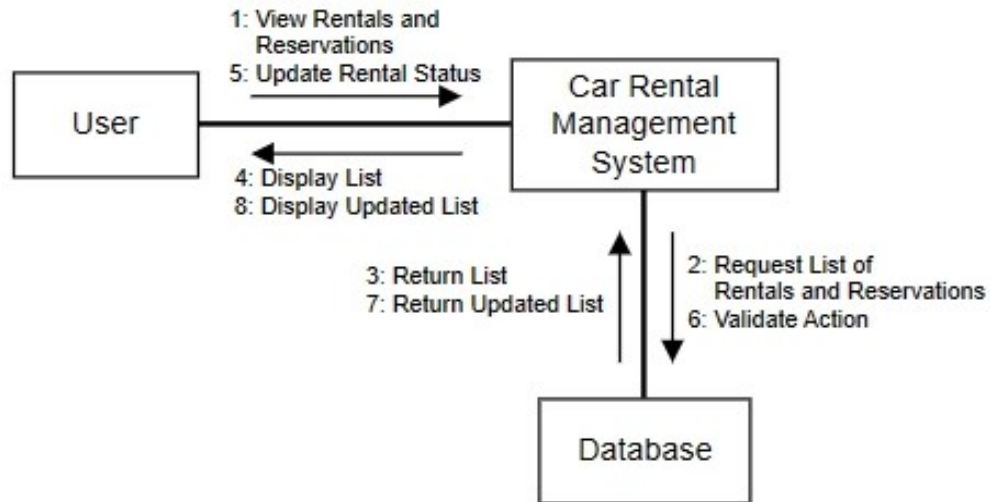 1: View Rentals and
Reservations
5: Update Rental Status
User
Car Rental
Management
System
4: Display List
8: Display Updated List
3: Return List
7: Return Updated List
2: Request List of
Rentals and Reservations
6: Validate Action
Database